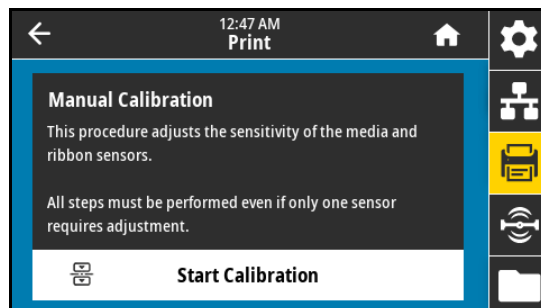 12:47 AM
Print
Manual Calibration
This procedure adjusts the sensitivity of the media and
ribbon sensors.
All steps must be performed even if only one sensor
requires adjustment.
Start Calibration